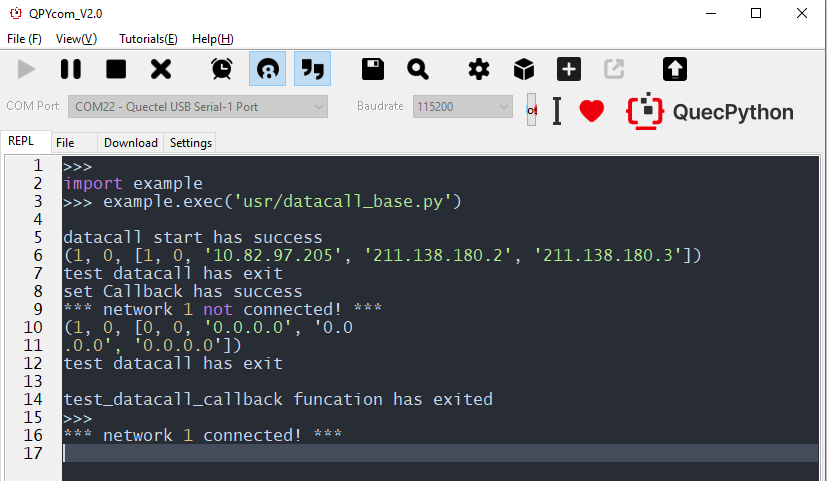 QPYcom_V2.0
File (F) View(V) Tutorials(E) Help(H)
COM Port COM22 - Quectel USB Serial-1 Port Baudrate 115200 QuecPython
REPL File Download Settings
1 >>>
2 import example
3 >>> example.exec('usr/datacall_base.py')
4
5 datacall start has success
6 (1, 0, [1, 0, '10.82.97.205', '211.138.180.2', '211.138.180.3'])
7 test datacall has exit
8 set Callback has success
9 *** network 1 not connected! ***
10 (1, 0, [0, 0, '0.0.0.0', '0.0
11 .0.0', '0.0.0.0'])
12 test datacall has exit
13
14 test_datacall_callback funcation has exited
15 >>>
16 *** network 1 connected! ***
17